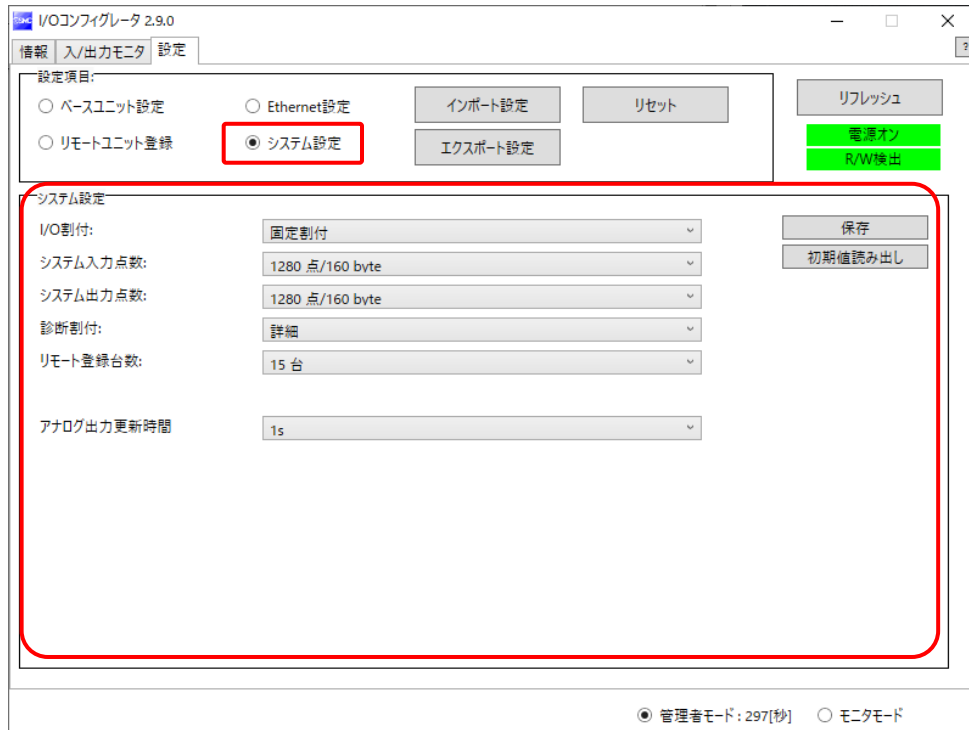 SMC I/Oコンフィグレータ 2.9.0
情報 入/出力モニタ 設定
?
設定項目:
ベースユニット設定 Ethernet設定 インポート設定 リセット リフレッシュ
リモートユニット登録 システム設定 エクスポート設定 電源オン
R/W検出
システム設定
I/O割付: 固定割付 保存
システム入力点数: 1280 点/160 byte 初期値読み出し
システム出力点数: 1280 点/160 byte
診断割付: 詳細
リモート登録台数: 15 台
アナログ出力更新時間 1s
管理者モード : 297[秒] モニタモード